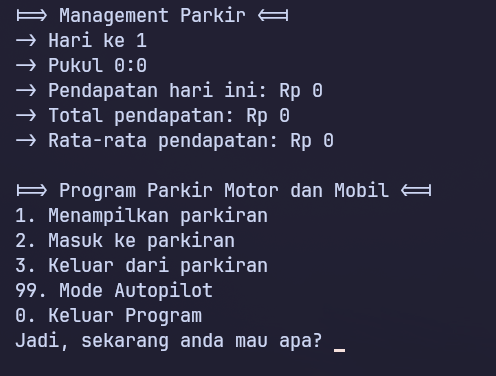 |==> Management Parkir <==|
-> Hari ke 1
-> Pukul 0:0
-> Pendapatan hari ini: Rp 0
-> Total pendapatan: Rp 0
-> Rata-rata pendapatan: Rp 0
|==> Program Parkir Motor dan Mobil <==|
1. Menampilkan parkiran
2. Masuk ke parkiran
3. Keluar dari parkiran
99. Mode Autopilot
0. Keluar Program
Jadi, sekarang anda mau apa? _